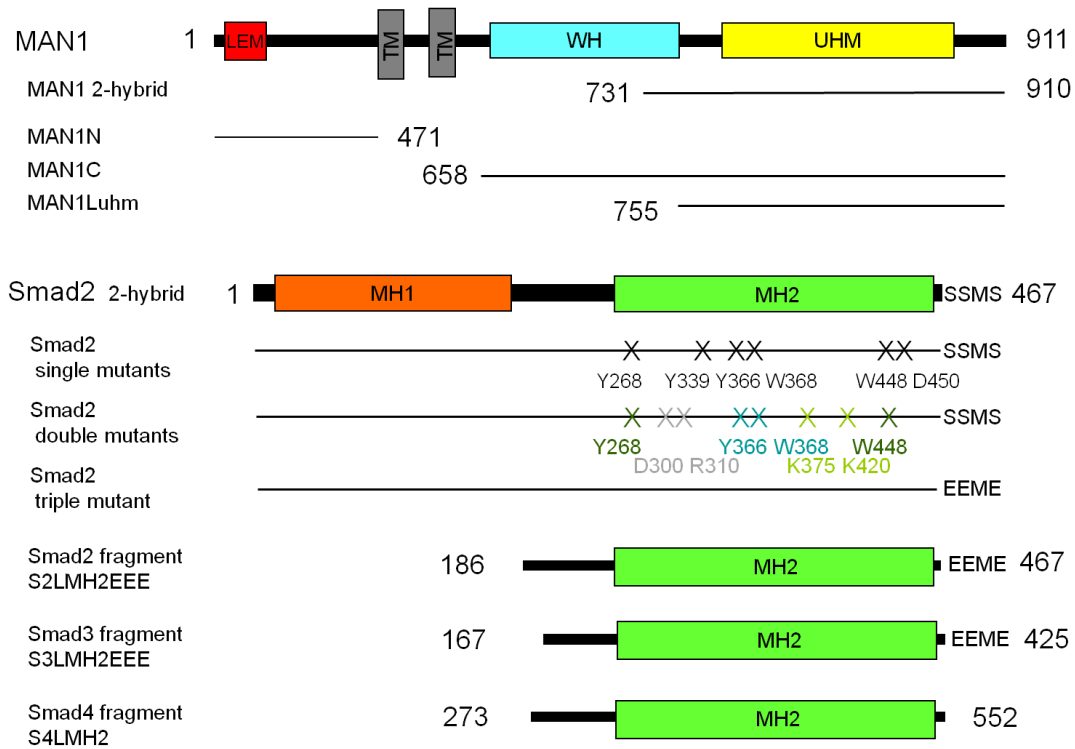 MAN1 1 LEM TM TM WH UHM 911
MAN1 2-hybrid 731 910
MAN1N 471
MAN1C 658
MAN1Luhm 755
Smad2 2-hybrid 1 MH1 MH2 SSMS 467
Smad2
single mutants SSMS
Y268 Y339 Y366 W368 W448 D450
Smad2
double mutants SSMS
Y268 Y366 W368 W448
D300 R310 K375 K420
Smad2
triple mutant EEME
Smad2 fragment
S2LMH2EEE 186 MH2 EEME 467
Smad3 fragment
S3LMH2EEE 167 MH2 EEME 425
Smad4 fragment
S4LMH2 273 MH2 552